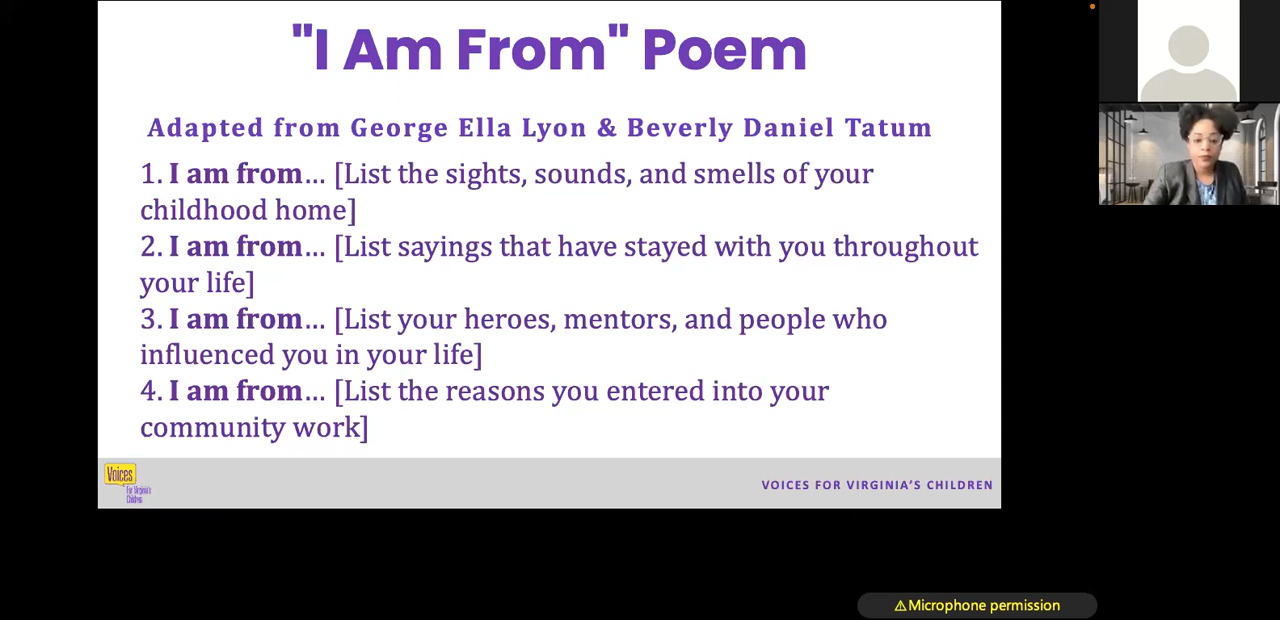 "I Am From" Poem
Adapted from George Ella Lyon & Beverly Daniel Tatum
1. I am from... [List the sights, sounds, and smells of your
childhood home]
2. I am from... [List sayings that have stayed with you throughout
your life]
3. I am from... [List your heroes, mentors, and people who
influenced you in your life]
4. I am from... [List the reasons you entered into your
community work]
Voices
For Virginia's
Children
VOICES FOR VIRGINIA'S CHILDREN
⚠Microphone permission